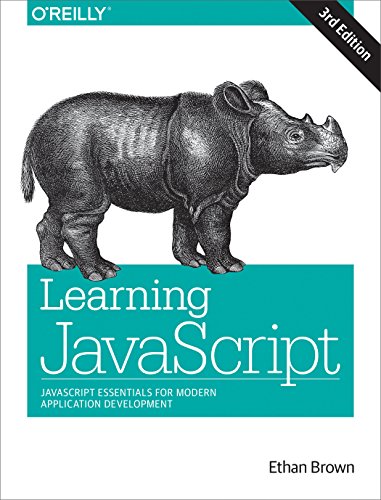 O'REILLY®
3rd Edition
Learning
JavaScript
JAVASCRIPT ESSENTIALS FOR MODERN
APPLICATION DEVELOPMENT
Ethan Brown